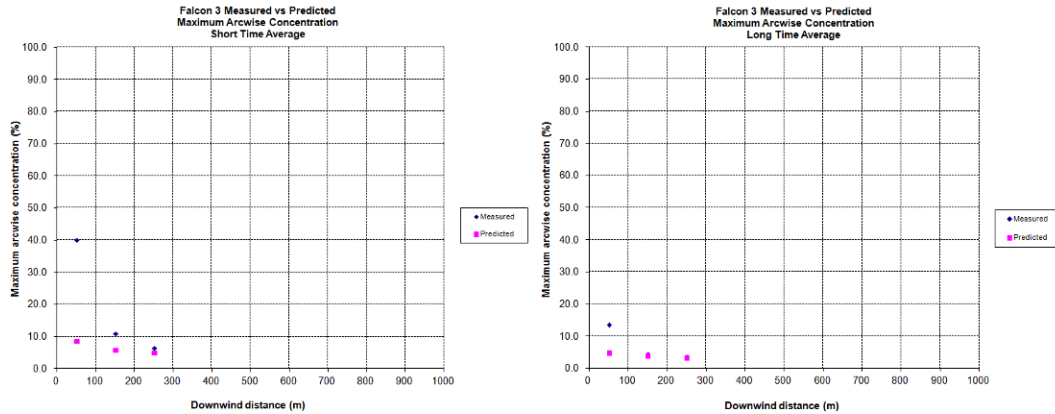 Falcon 3 Measured vs Predicted
Maximum Arcwise Concentration
Short Time Average
100.0
90.0
80.0
70.0
60.0
50.0
40.0
30.0
20.0
10.0
0.0
Maximum arcwise concentration (%)
0 100 200 300 400 500 600 700 800 900 1000
Downwind distance (m)
Measured
Predicted
Falcon 3 Measured vs Predicted
Maximum Arcwise Concentration
Long Time Average
100.0
90.0
80.0
70.0
60.0
50.0
40.0
30.0
20.0
10.0
0.0
Maximum arcwise concentration (%)
0 100 200 300 400 500 600 700 800 900 1000
Downwind distance (m)
Measured
Predicted